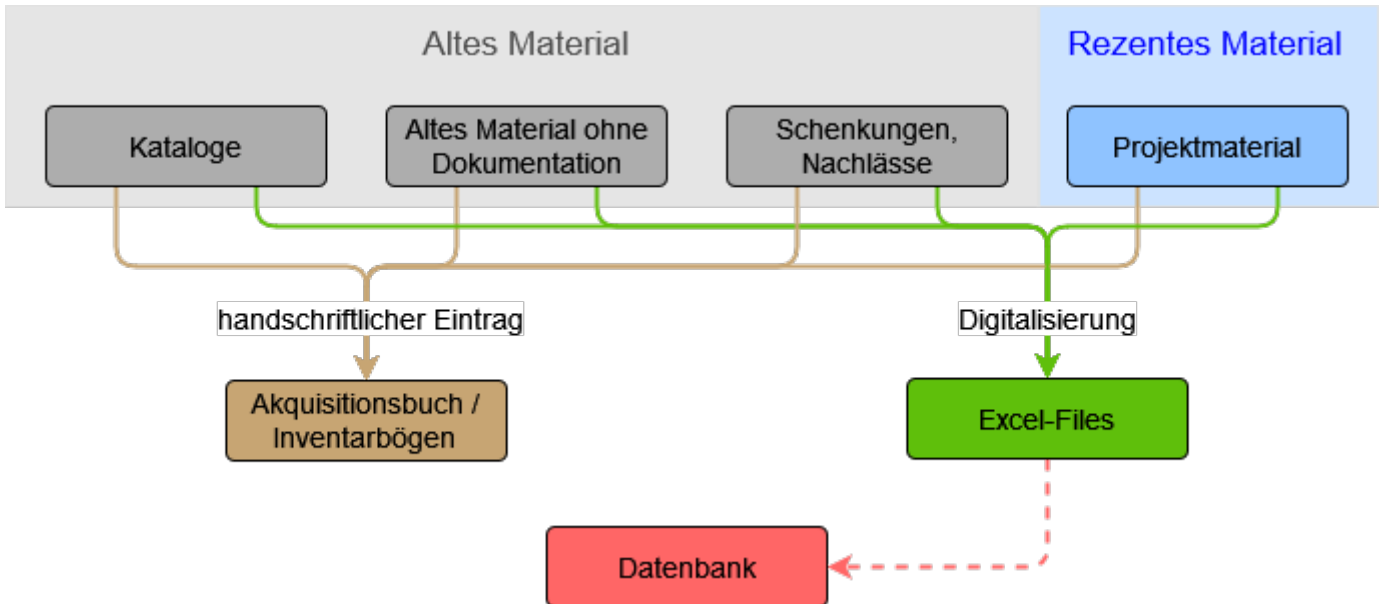 Altes Material
Rezentes Material
Kataloge
Altes Material ohne
Dokumentation
Schenkungen,
Nachlässe
Projektmaterial
handschriftlicher Eintrag
Digitalisierung
Akquisitionsbuch /
Inventarbögen
Excel-Files
Datenbank